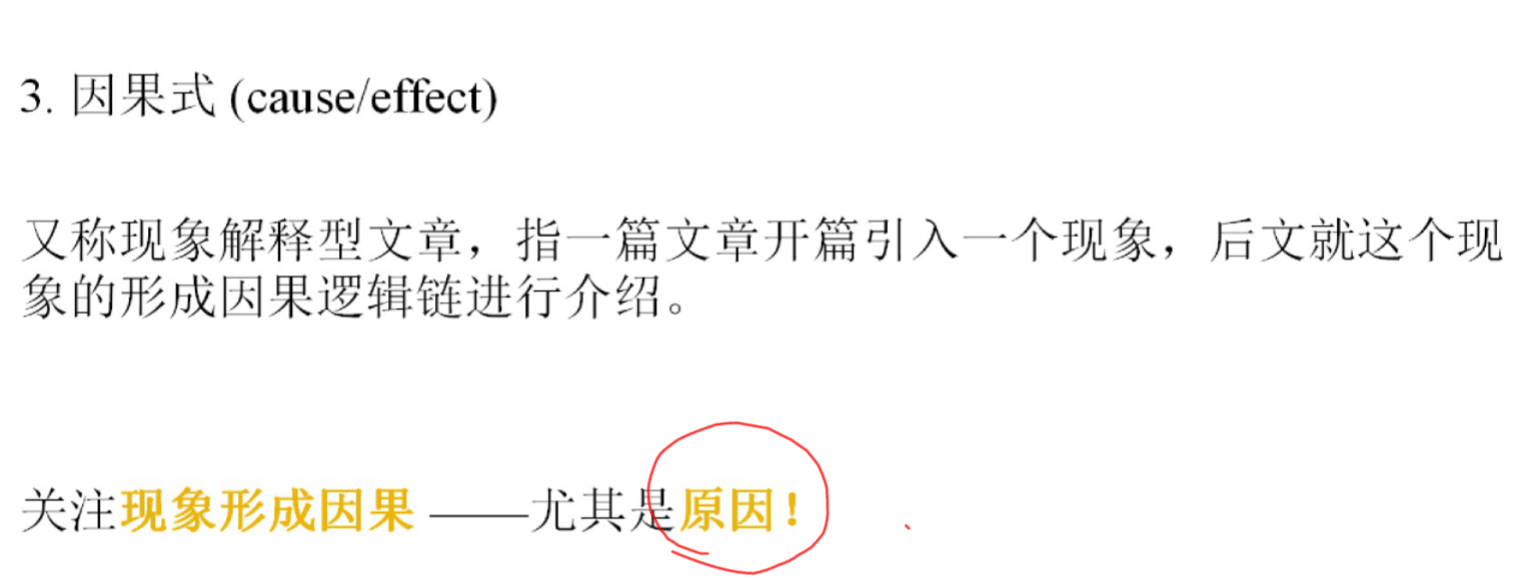 3. 因果式 (cause/effect)
又称现象解释型文章，指一篇文章开篇引入一个现象，后文就这个现
象的形成因果逻辑链进行介绍。
关注现象形成因果 ——尤其是原因！